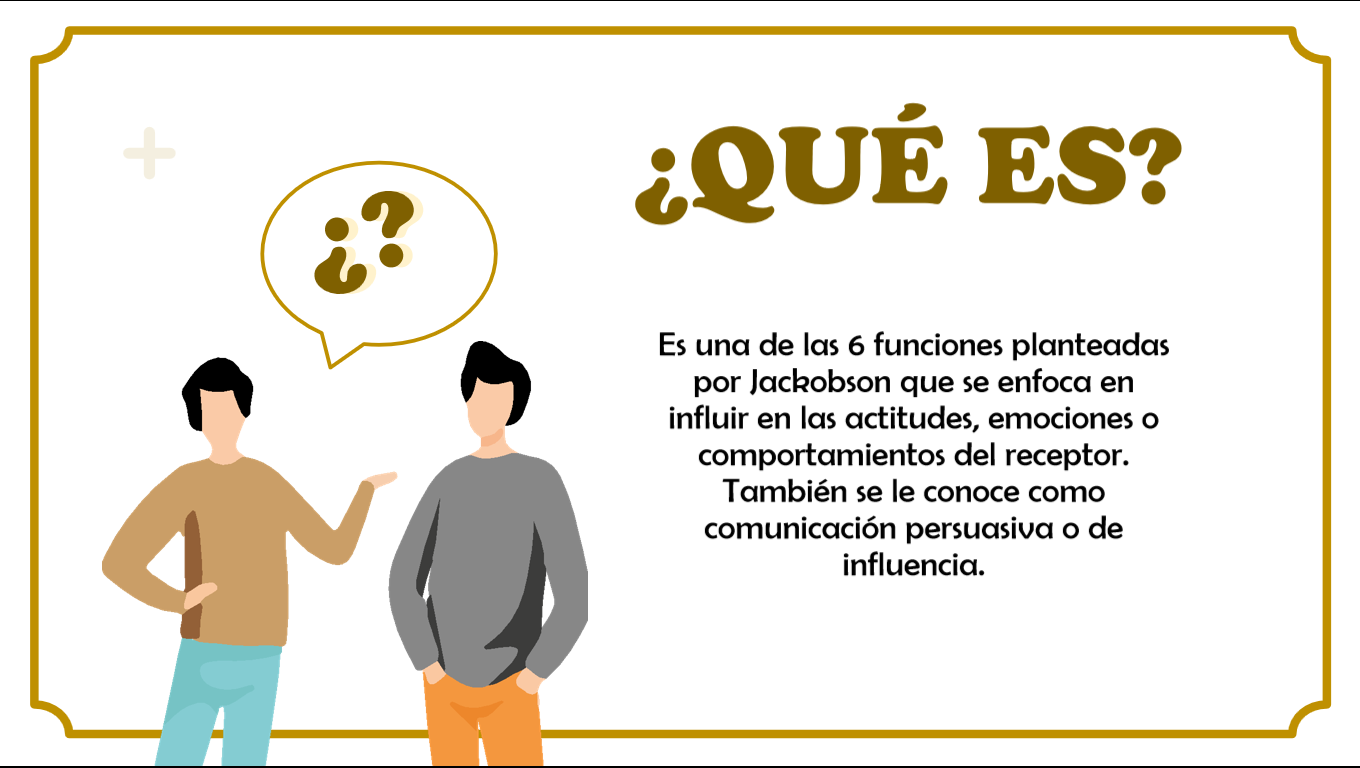 ¿?
¿QUÉ ES?
Es una de las 6 funciones planteadas
por Jackobson que se enfoca en
influir en las actitudes, emociones o
comportamientos del receptor.
También se le conoce como
comunicación persuasiva o de
influencia.